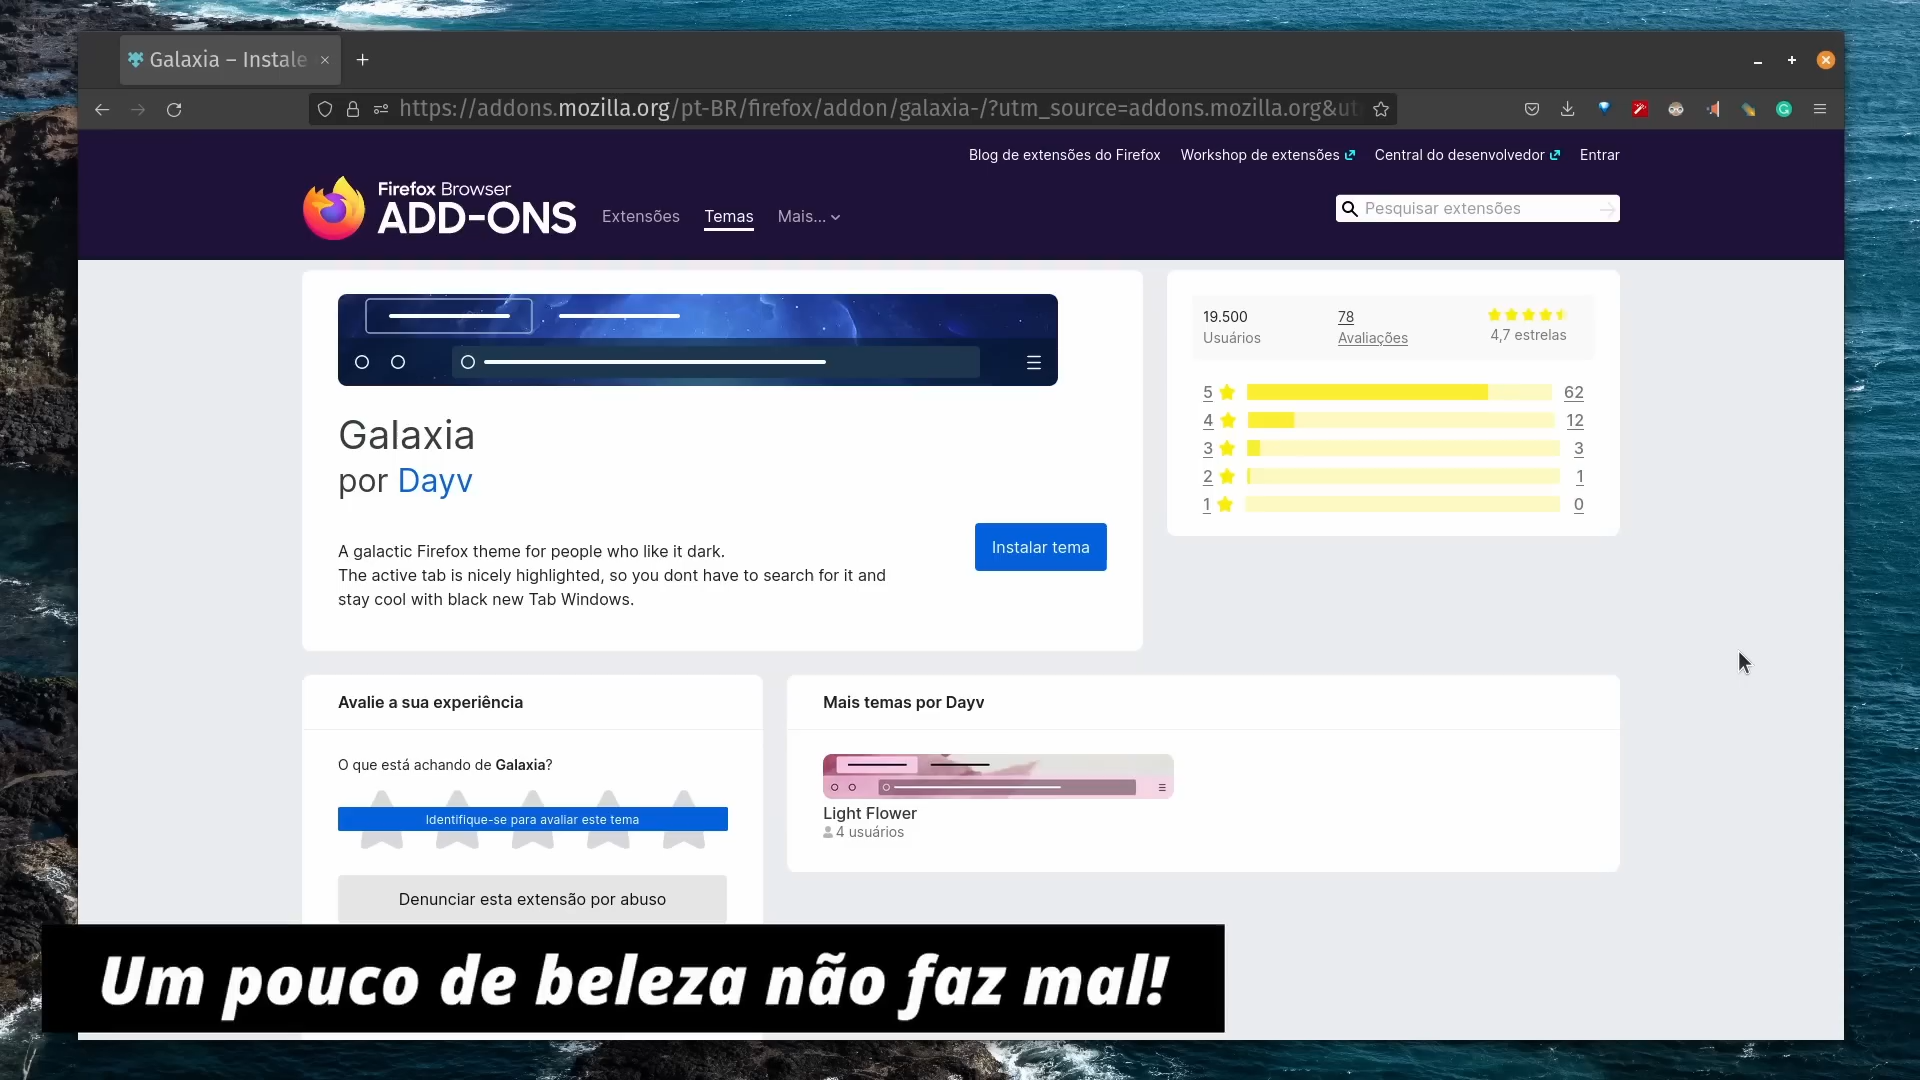 Galaxia – Instale
https://addons.mozilla.org/pt-BR/firefox/addon/galaxia-/?utm_source=addons.mozilla.org&ut
Blog de extensões do Firefox Workshop de extensões Central do desenvolvedor Entrar
Firefox Browser
ADD-ONS
Extensões Temas Mais...
Pesquisar extensões
Galaxia
por Dayv
A galactic Firefox theme for people who like it dark.
The active tab is nicely highlighted, so you dont have to search for it and
stay cool with black new Tab Windows.
Instalar tema
19.500 78
Usuários Avaliações 4,7 estrelas
5 62
4 12
3 3
2 1
1 0
Avalie a sua experiência
O que está achando de Galaxia?
Identifique-se para avaliar este tema
Denunciar esta extensão por abuso
Mais temas por Dayv
Light Flower
4 usuários
Um pouco de beleza não faz mal!